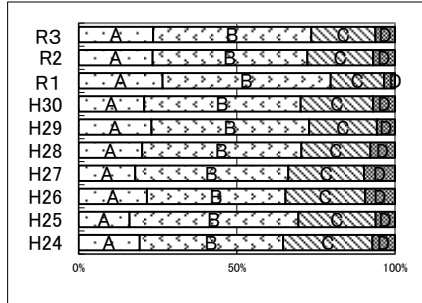 R3 A B C D
R2 A B C D
R1 A B C D
H30 A B C D
H29 A B C D
H28 A B C D
H27 A B C D
H26 A B C D
H25 A B C D
H24 A B C D
0% 50% 100%